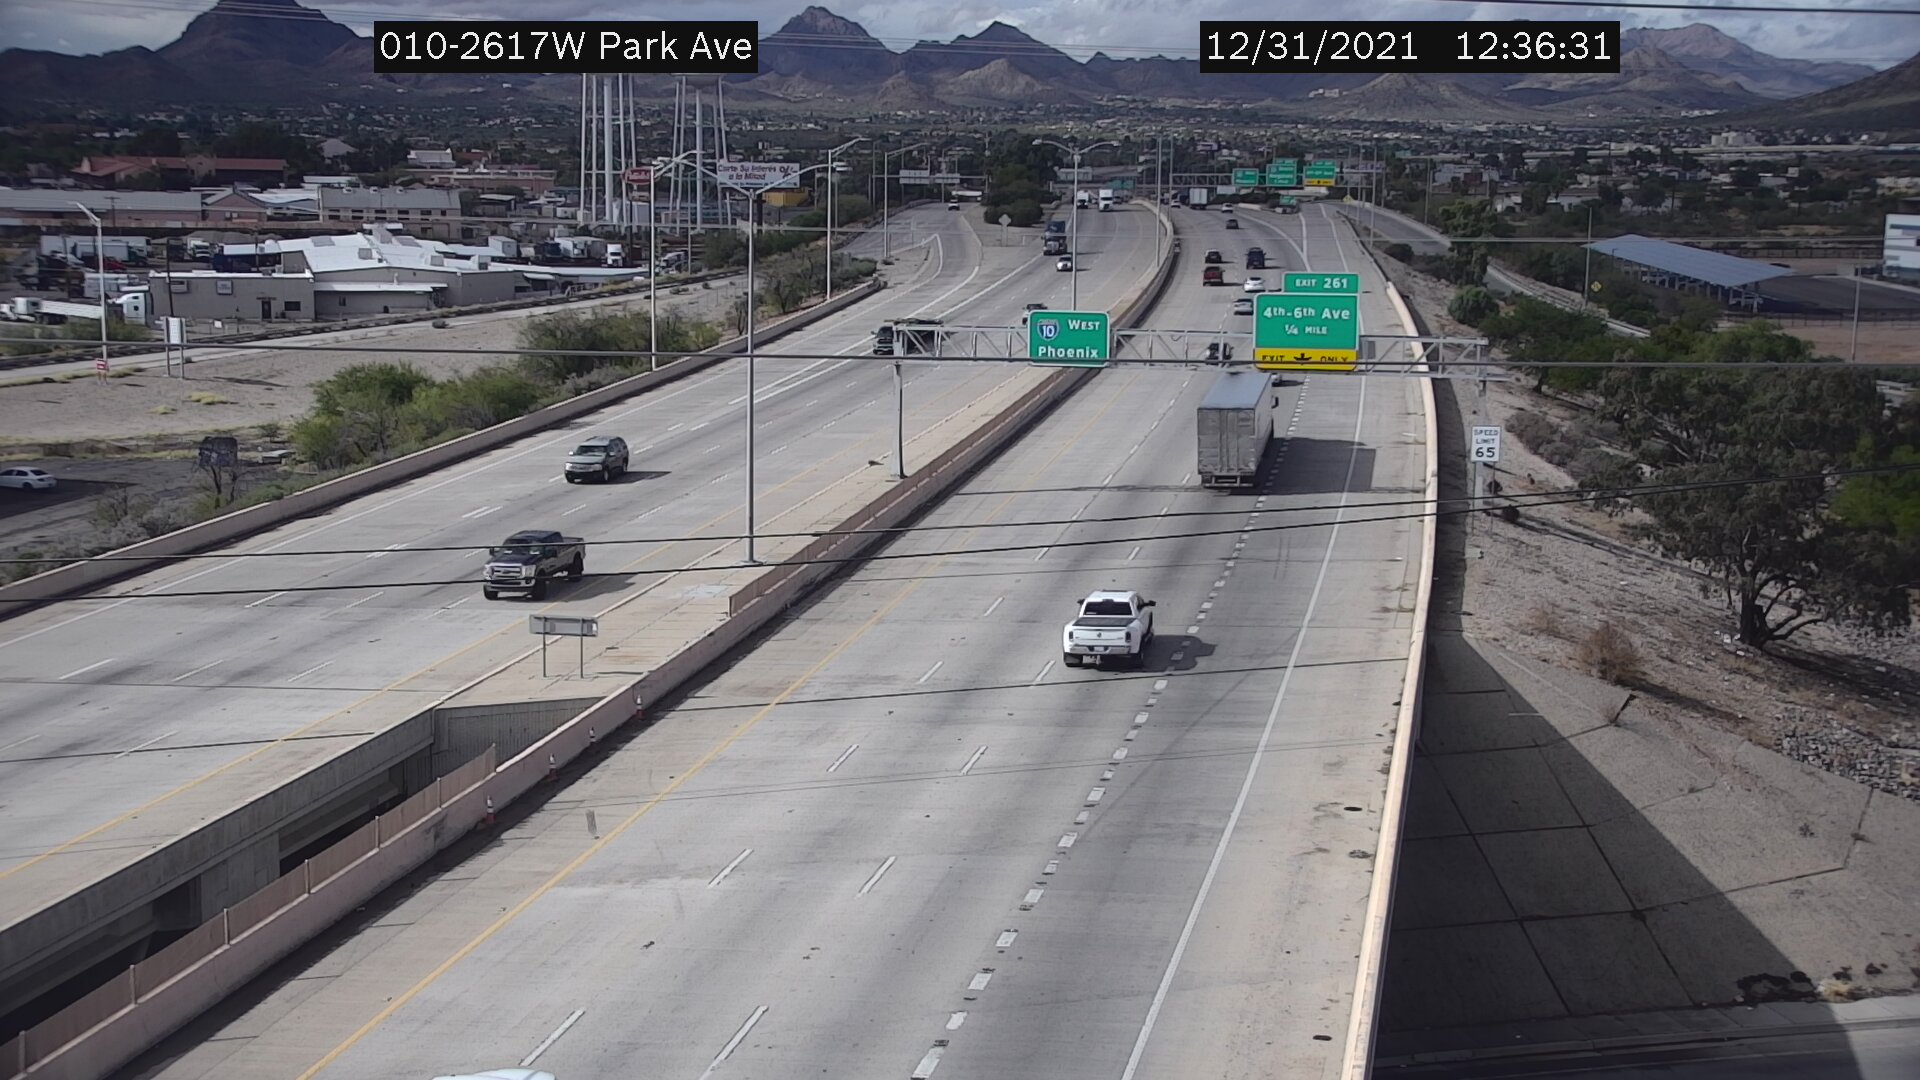 010-2617W Park Ave
12/31/2021 12:36:31
EXIT 261
4th-6th Ave
1/4 MILE
EXIT ONLY
10
WEST
Phoenix
SPEED
LIMIT
65